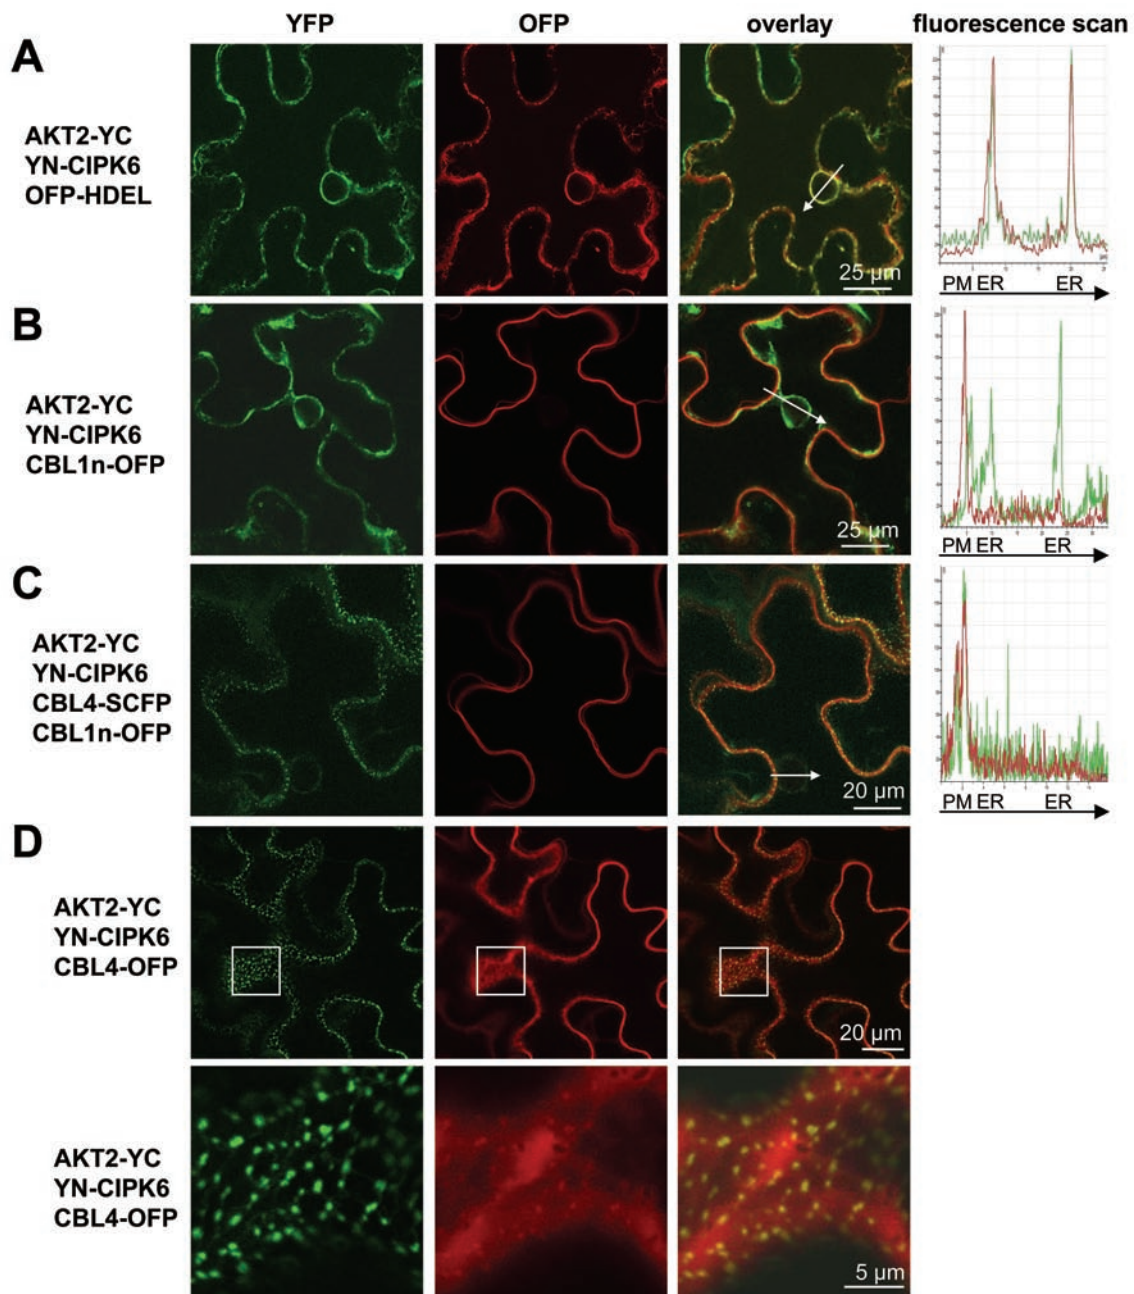 YFP OFP overlay fluorescence scan
A
AKT2-YC
YN-CIPK6
OFP-HDEL
25 µm
PM ER ER
B
AKT2-YC
YN-CIPK6
CBL1n-OFP
25 µm
PM ER ER
C
AKT2-YC
YN-CIPK6
CBL4-SCFP
CBL1n-OFP
20 µm
PM ER ER
D
AKT2-YC
YN-CIPK6
CBL4-OFP
20 µm
AKT2-YC
YN-CIPK6
CBL4-OFP
5 µm